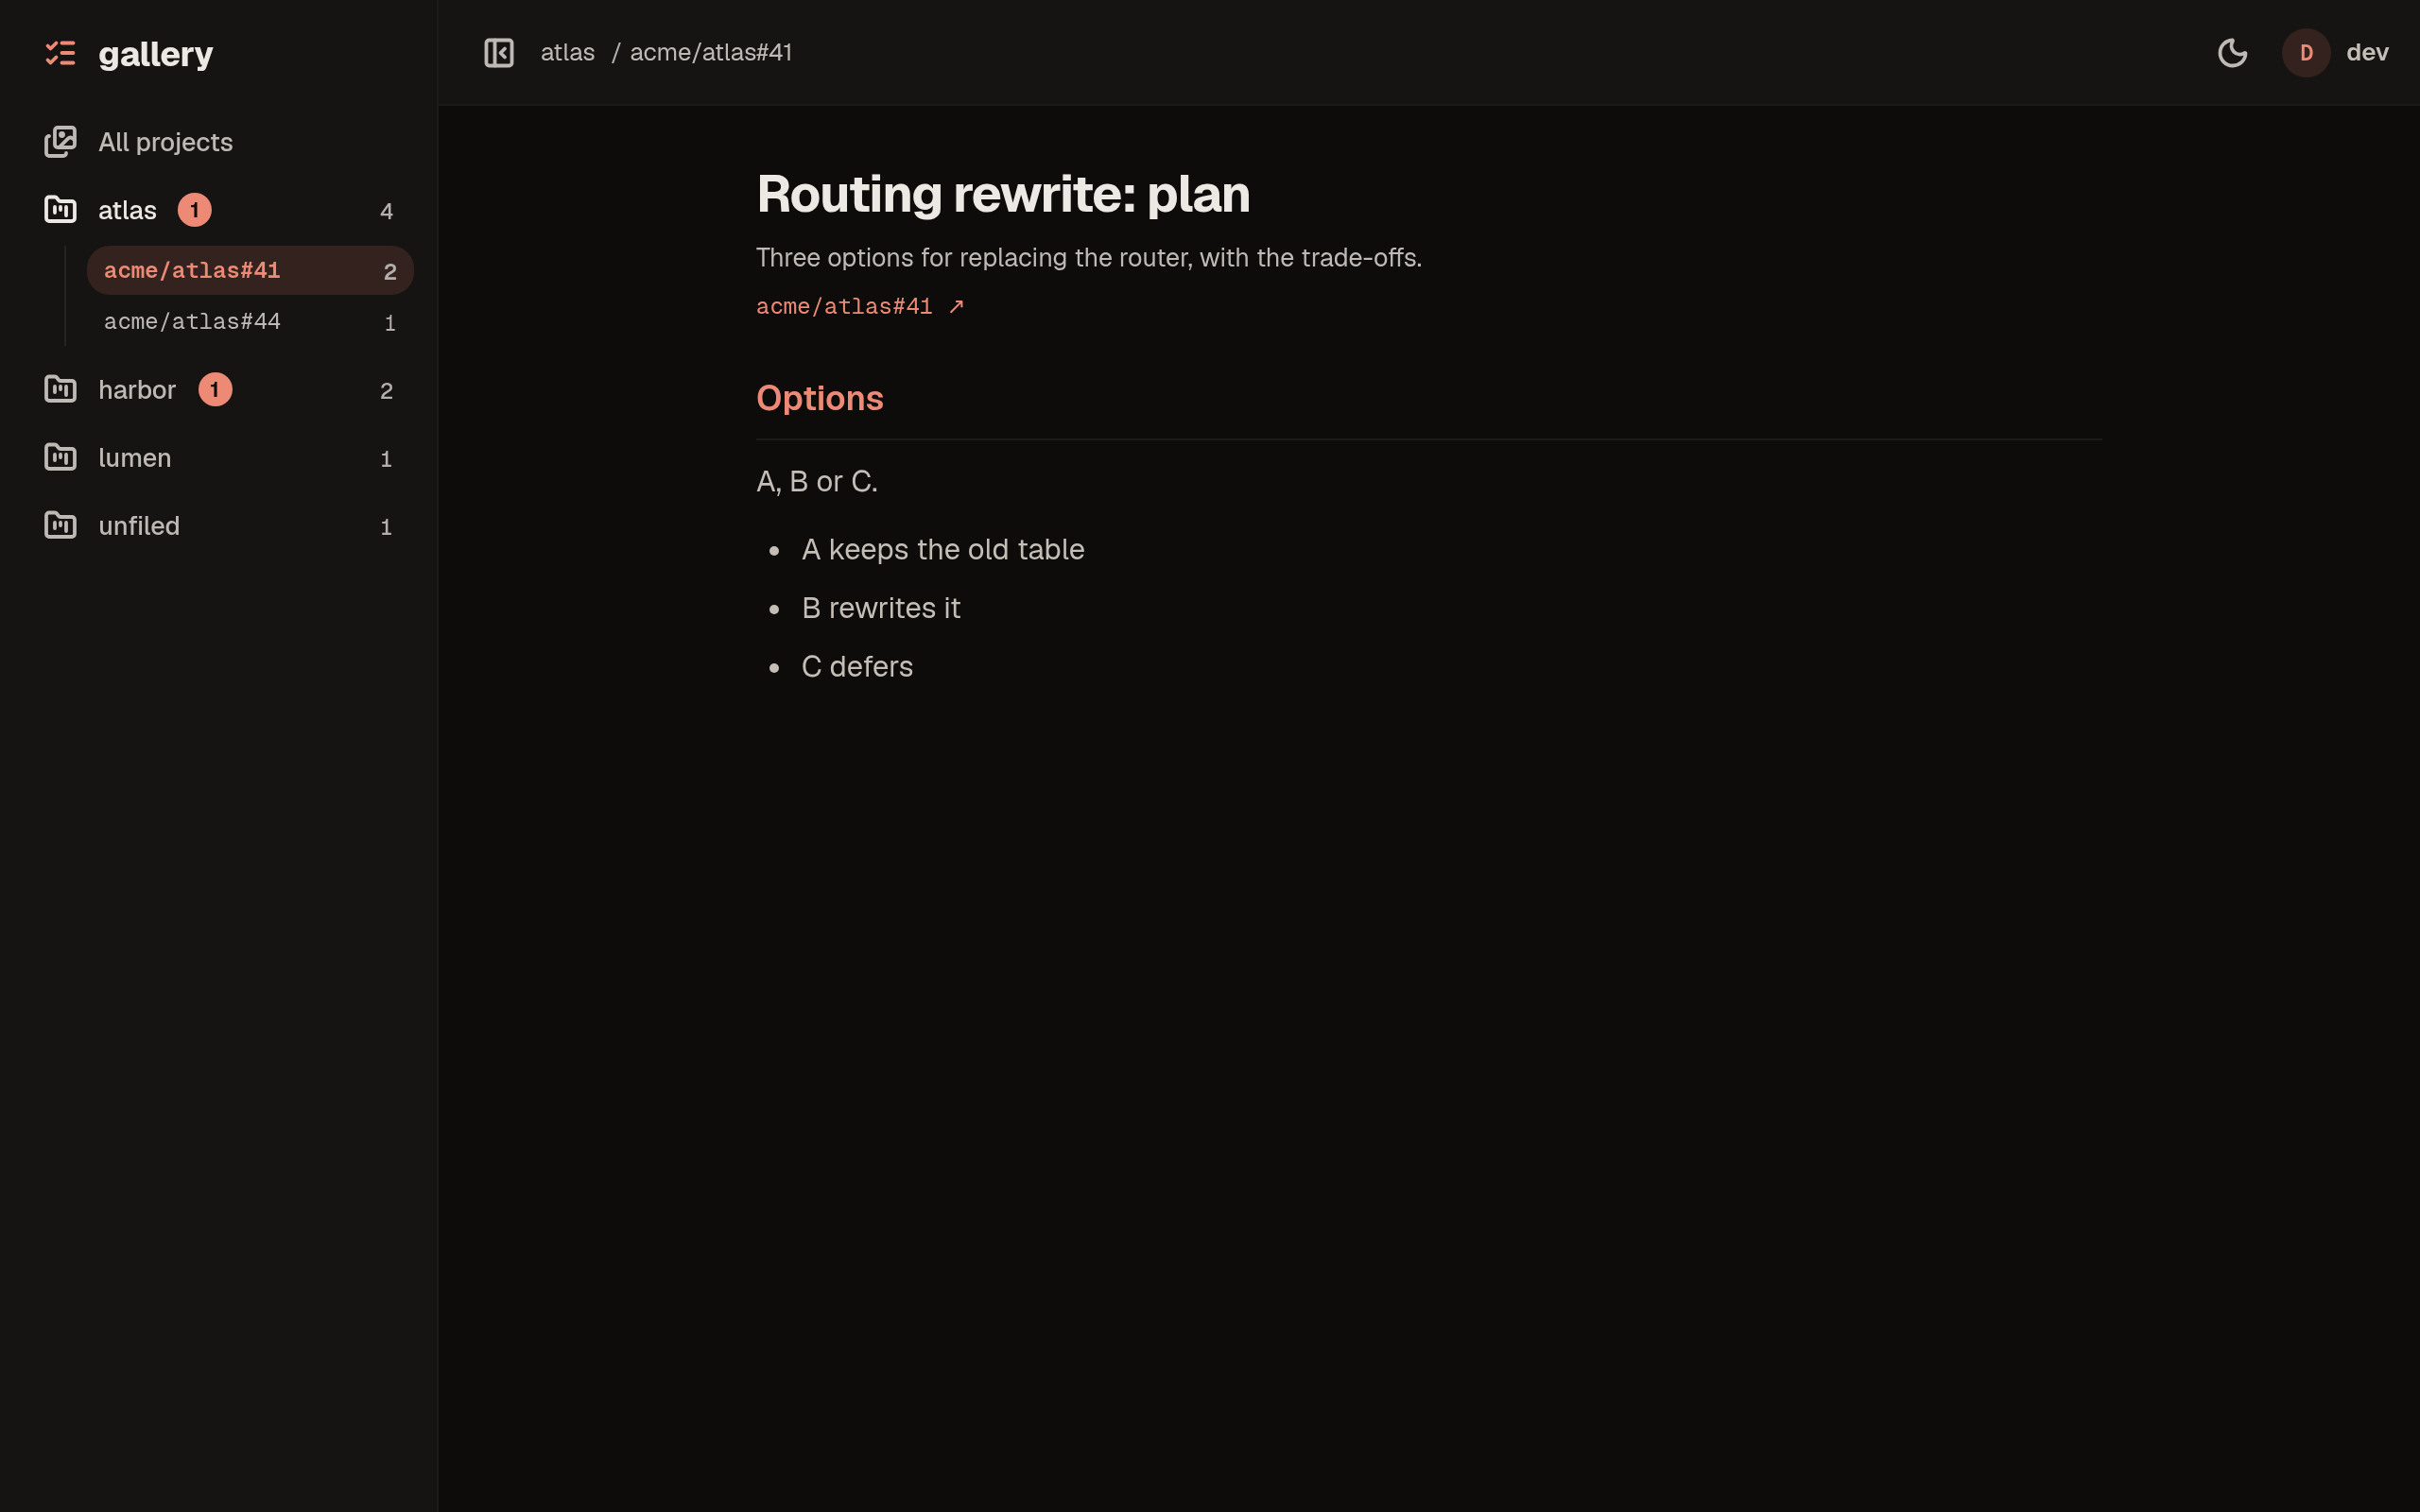 gallery
All projects
atlas 1 4
acme/atlas#41 2
acme/atlas#44 1
harbor 1 2
lumen 1
unfiled 1
atlas / acme/atlas#41
D dev
Routing rewrite: plan
Three options for replacing the router, with the trade-offs.
acme/atlas#41 ↗
Options
A, B or C.
• A keeps the old table
• B rewrites it
• C defers